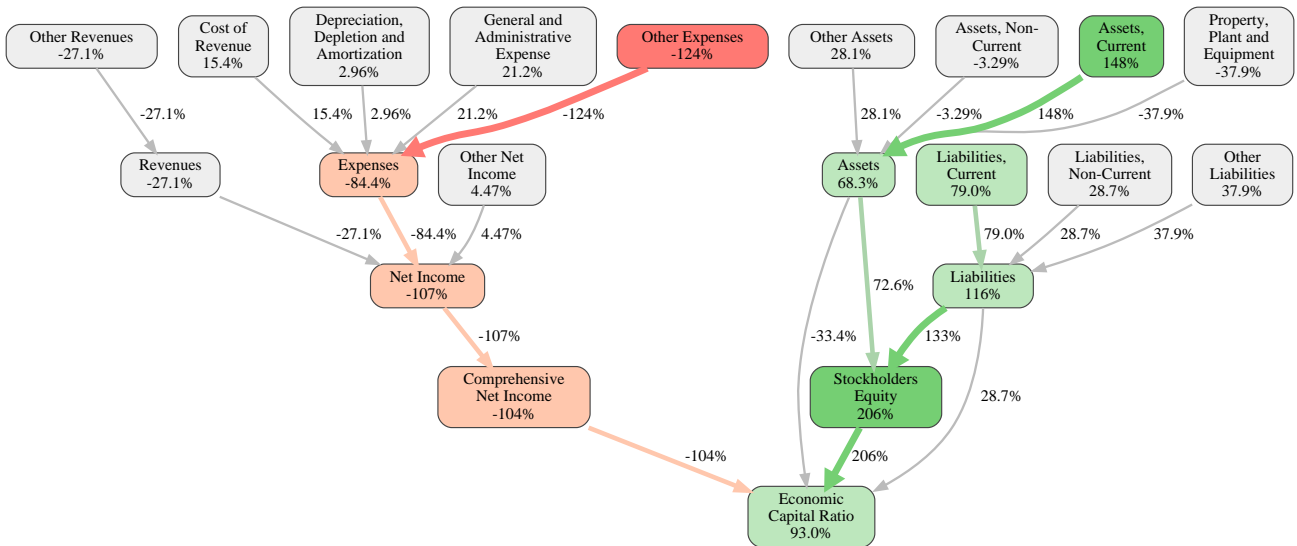 Other Revenues
-27.1%
Cost of
Revenue
15.4%
Depreciation,
Depletion and
Amortization
2.96%
General and
Administrative
Expense
21.2%
Other Expenses
-124%
Other Assets
28.1%
Assets, Non-
Current
-3.29%
Assets,
Current
148%
Property,
Plant and
Equipment
-37.9%
-27.1%
15.4%
2.96%
21.2%
-124%
28.1%
-3.29%
148%
-37.9%
Revenues
-27.1%
Expenses
-84.4%
Other Net
Income
4.47%
Assets
68.3%
Liabilities,
Current
79.0%
Liabilities,
Non-Current
28.7%
Other
Liabilities
37.9%
-27.1%
-84.4%
4.47%
79.0%
28.7%
37.9%
Net Income
-107%
72.6%
Liabilities
116%
-107%
-33.4%
133%
Comprehensive
Net Income
-104%
Stockholders
Equity
206%
28.7%
-104%
206%
Economic
Capital Ratio
93.0%